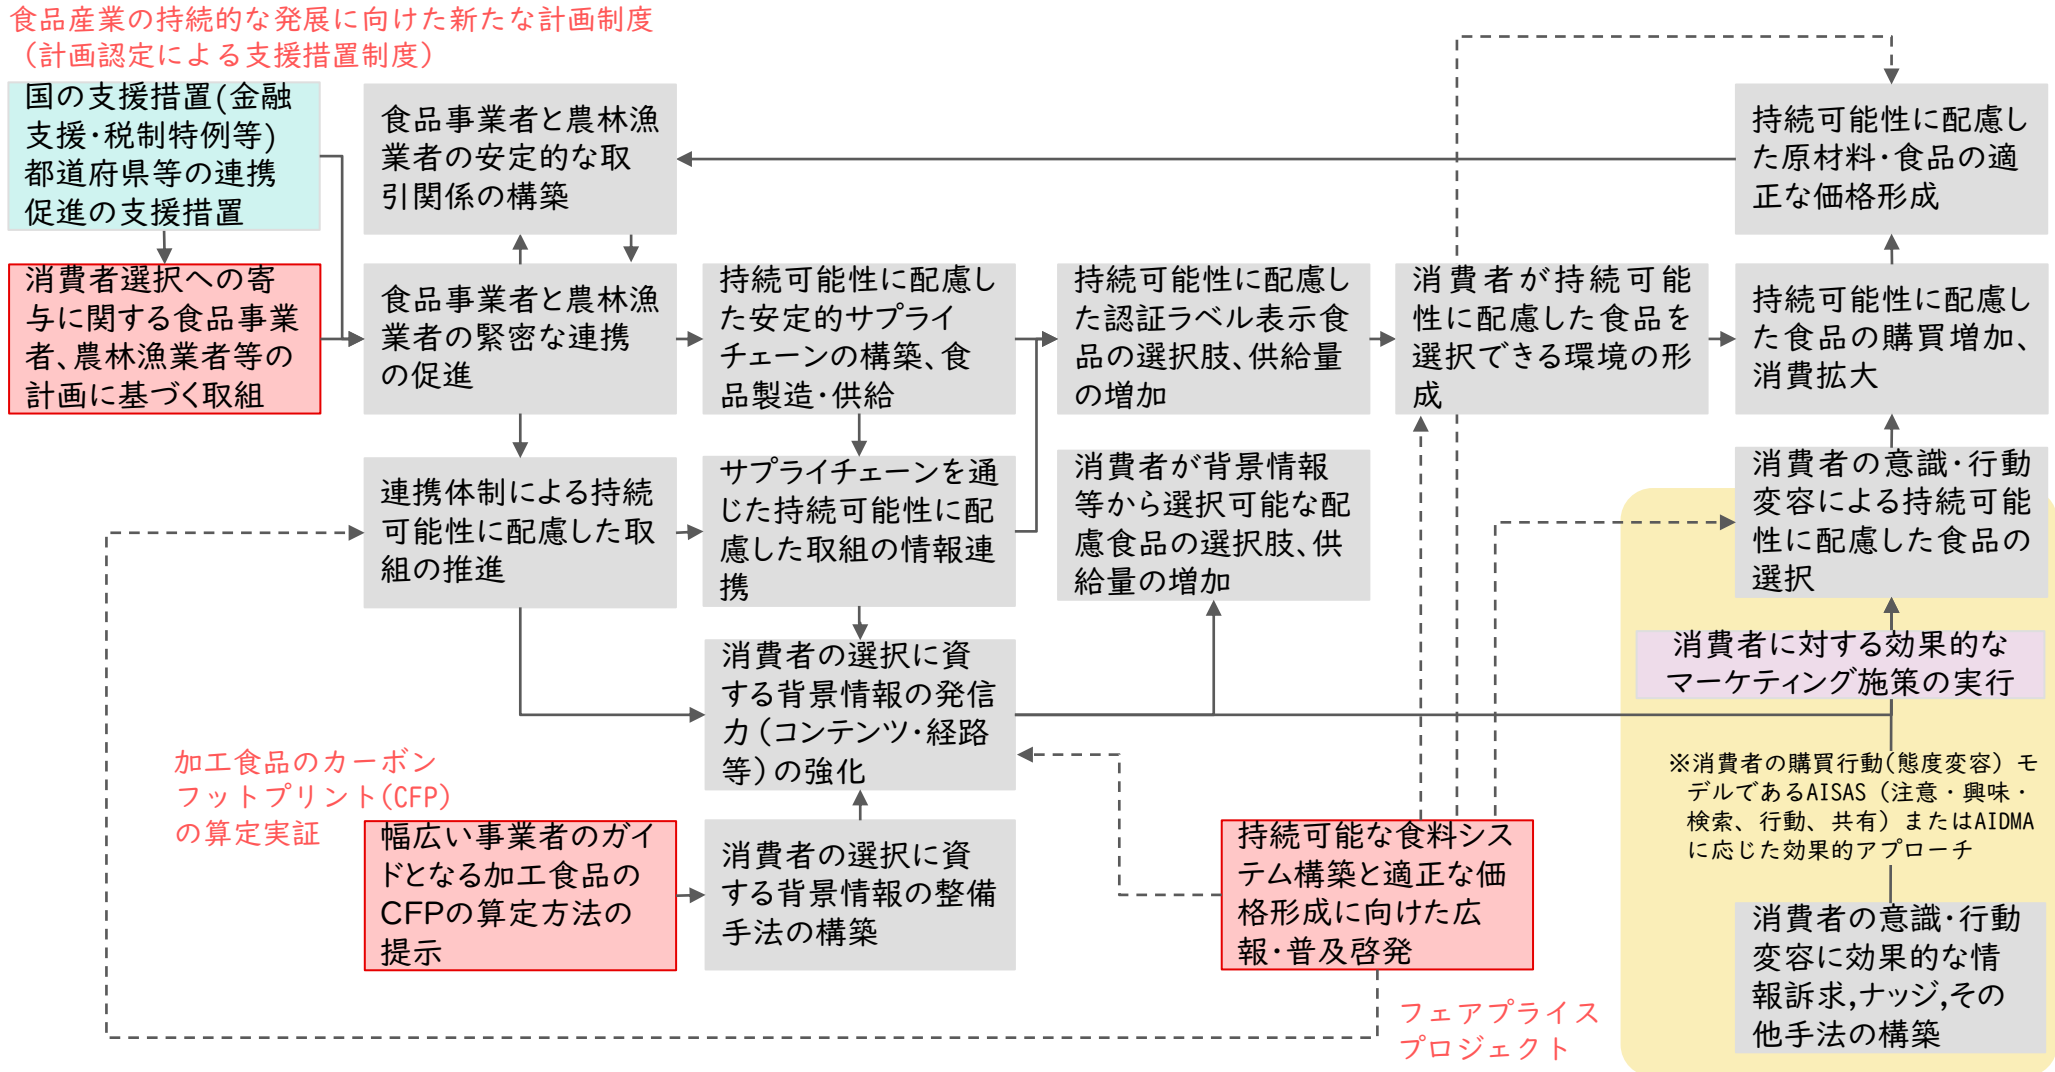 食品産業の持続的な発展に向けた新たな計画制度
（計画認定による支援措置制度）
国の支援措置(金融
支援・税制特例等)
都道府県等の連携
促進の支援措置
消費者選択への寄
与に関する食品事業
者、農林漁業者等の
計画に基づく取組
食品事業者と農林漁
業者の安定的な取
引関係の構築
食品事業者と農林漁
業者の緊密な連携
の促進
連携体制による持続
可能性に配慮した取
組の推進
持続可能性に配慮し
た安定的サプライ
チェーンの構築、食
品製造・供給
サプライチェーンを通
じた持続可能性に配
慮した取組の情報連
携
消費者の選択に資
する背景情報の発信
力（コンテンツ・経路
等）の強化
加工食品のカーボン
フットプリント(CFP)
の算定実証
幅広い事業者のガイ
ドとなる加工食品の
CFPの算定方法の
提示
消費者の選択に資
する背景情報の整備
手法の構築
持続可能性に配慮し
た認証ラベル表示食
品の選択肢、供給量
の増加
消費者が背景情報
等から選択可能な配
慮食品の選択肢、供
給量の増加
消費者が持続可能
性に配慮した食品を
選択できる環境の形
成
持続可能な食料シス
テム構築と適正な価
格形成に向けた広
報・普及啓発
フェアプライス
プロジェクト
持続可能性に配慮し
た原材料・食品の適
正な価格形成
持続可能性に配慮し
た食品の購買増加、
消費拡大
消費者の意識・行動
変容による持続可能
性に配慮した食品の
選択
消費者に対する効果的な
マーケティング施策の実行
※消費者の購買行動(態度変容）モ
デルであるAISAS（注意・興味・
検索、行動、共有）またはAIDMA
に応じた効果的アプローチ
消費者の意識・行動
変容に効果的な情
報訴求,ナッジ,その
他手法の構築